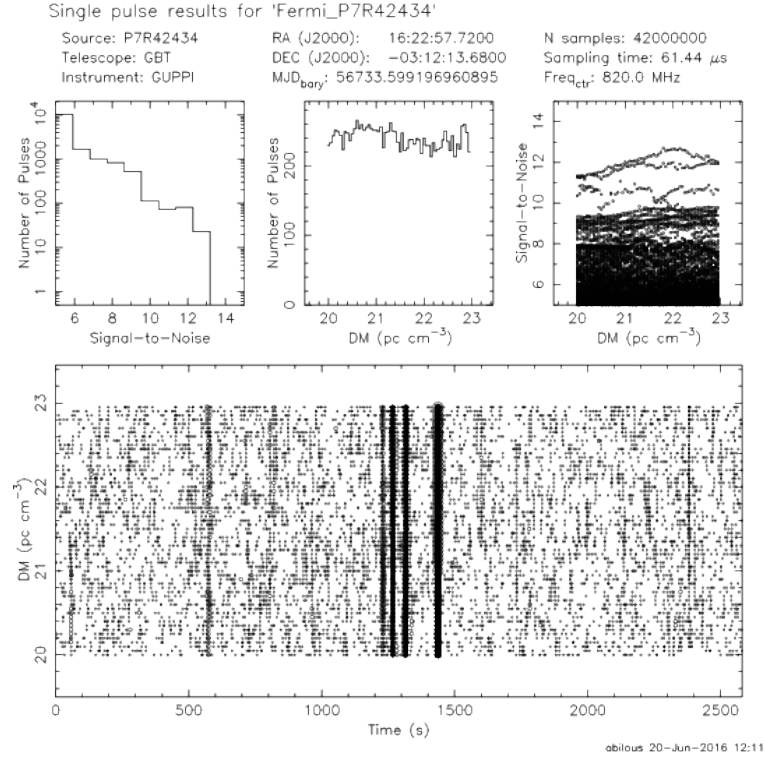 Single pulse results for 'Fermi_P7R42434'
Source: P7R42434 RA (J2000): 16:22:57.7200 N samples: 42000000
Telescope: GBT DEC (J2000): −03:12:13.6800 Sampling time: 61.44 μs
Instrument: GUPPI MJDbary: 56733.599196960895 Freqctr: 820.0 MHz
Number of Pulses
1 10 100 1000 10⁴
6 8 10 12 14
Signal−to−Noise
Number of Pulses
0 100 200
20 21 22 23
DM (pc cm⁻³)
Signal−to−Noise
6 8 10 12 14
20 21 22 23
DM (pc cm⁻³)
DM (pc cm⁻³)
20 21 22 23
0 500 1000 1500 2000 2500
Time (s)
abilous 20−Jun−2016 12:11